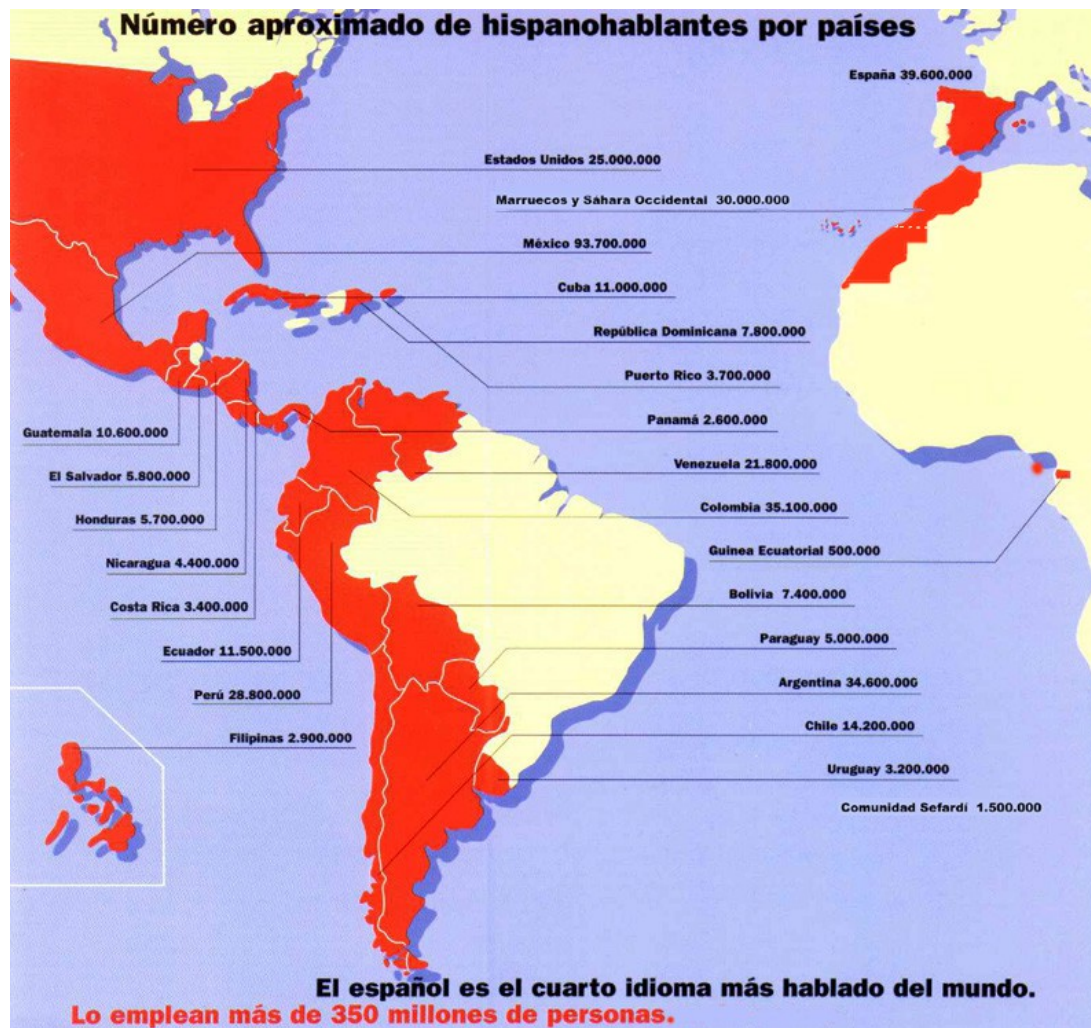 Número aproximado de hispanohablantes por países
España 39.600.000
Estados Unidos 25.000.000
Marruecos y Sáhara Occidental 30.000.000
México 93.700.000
Cuba 11.000.000
República Dominicana 7.800.000
Puerto Rico 3.700.000
Panamá 2.600.000
Guatemala 10.600.000
Venezuela 21.800.000
El Salvador 5.800.000
Colombia 35.100.000
Honduras 5.700.000
Guinea Ecuatorial 500.000
Nicaragua 4.400.000
Bolivia 7.400.000
Costa Rica 3.400.000
Paraguay 5.000.000
Ecuador 11.500.000
Argentina 34.600.000
Perú 28.800.000
Chile 14.200.000
Filipinas 2.900.000
Uruguay 3.200.000
Comunidad Sefardí 1.500.000
El español es el cuarto idioma más hablado del mundo.
Lo emplean más de 350 millones de personas.